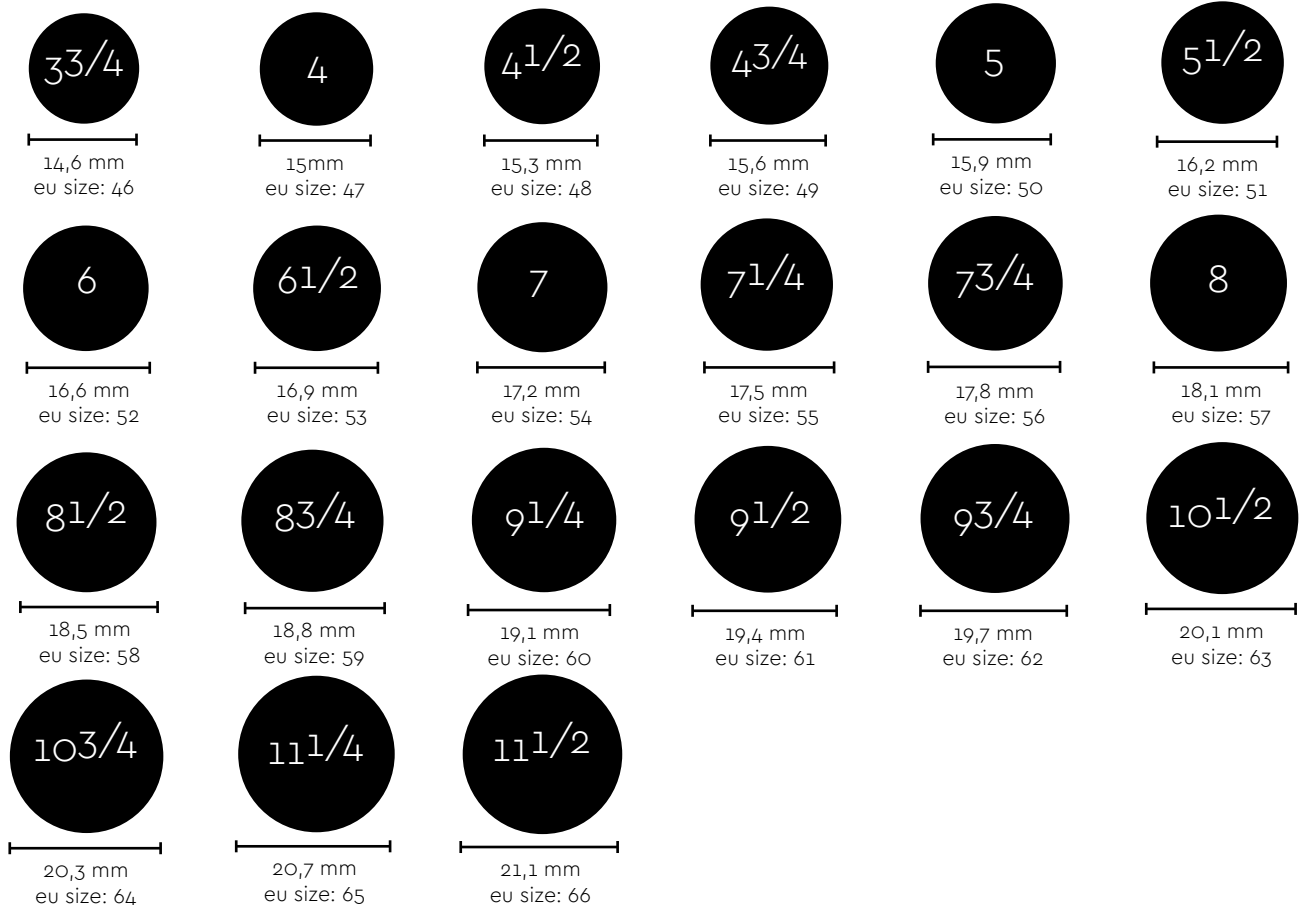 33/4
14,6 mm
eu size: 46
4
15mm
eu size: 47
41/2
15,3 mm
eu size: 48
43/4
15,6 mm
eu size: 49
5
15,9 mm
eu size: 50
51/2
16,2 mm
eu size: 51
6
16,6 mm
eu size: 52
61/2
16,9 mm
eu size: 53
7
17,2 mm
eu size: 54
71/4
17,5 mm
eu size: 55
73/4
17,8 mm
eu size: 56
8
18,1 mm
eu size: 57
81/2
18,5 mm
eu size: 58
83/4
18,8 mm
eu size: 59
91/4
19,1 mm
eu size: 60
91/2
19,4 mm
eu size: 61
93/4
19,7 mm
eu size: 62
101/2
20,1 mm
eu size: 63
103/4
20,3 mm
eu size: 64
111/4
20,7 mm
eu size: 65
111/2
21,1 mm
eu size: 66